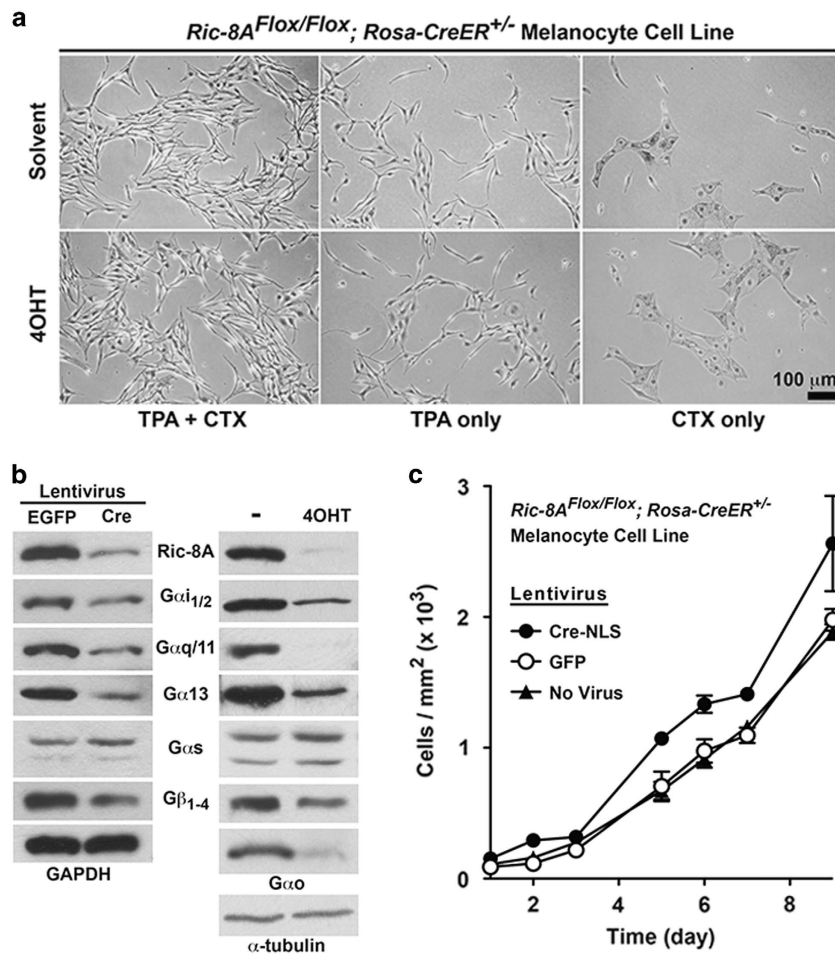 a
Ric-8A^Flox/Flox; Rosa-CreER^+/- Melanocyte Cell Line
Solvent
4OHT
100 μm
TPA + CTX
TPA only
CTX only
b
Lentivirus
EGFP Cre
- 4OHT
Ric-8A
Gαi1/2
Gαq/11
Gα13
Gαs
Gβ1-4
GAPDH
Gαo
α-tubulin
c
Ric-8A^Flox/Flox; Rosa-CreER^+/-
Melanocyte Cell Line
Lentivirus
Cre-NLS
GFP
No Virus
Cells / mm² (x 10³)
3
2
1
0
2 4 6 8
Time (day)